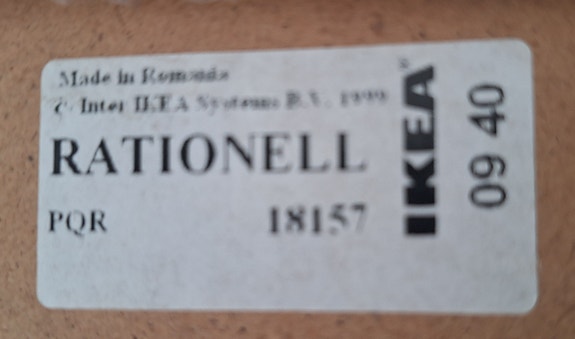 Made in Romania
© Inter IKEA Systems B.V. 1999
RATIONELL
PQR 18157
IKEA®
09 40